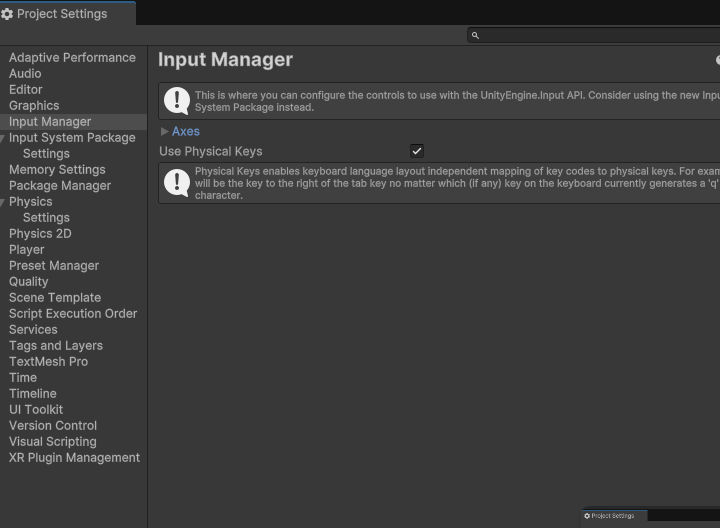 Project Settings
Adaptive Performance
Audio
Editor
Graphics
Input Manager
Input System Package
Settings
Memory Settings
Package Manager
Physics
Settings
Physics 2D
Player
Preset Manager
Quality
Scene Template
Script Execution Order
Services
Tags and Layers
TextMesh Pro
Time
Timeline
UI Toolkit
Version Control
Visual Scripting
XR Plugin Management
Input Manager
This is where you can configure the controls to use with the UnityEngine.Input API. Consider using the new Inpu
System Package instead.
Axes
Use Physical Keys
Physical Keys enables keyboard language layout independent mapping of key codes to physical keys. For exam
will be the key to the right of the tab key no matter which (if any) key on the keyboard currently generates a 'q'
character.
Project Settings